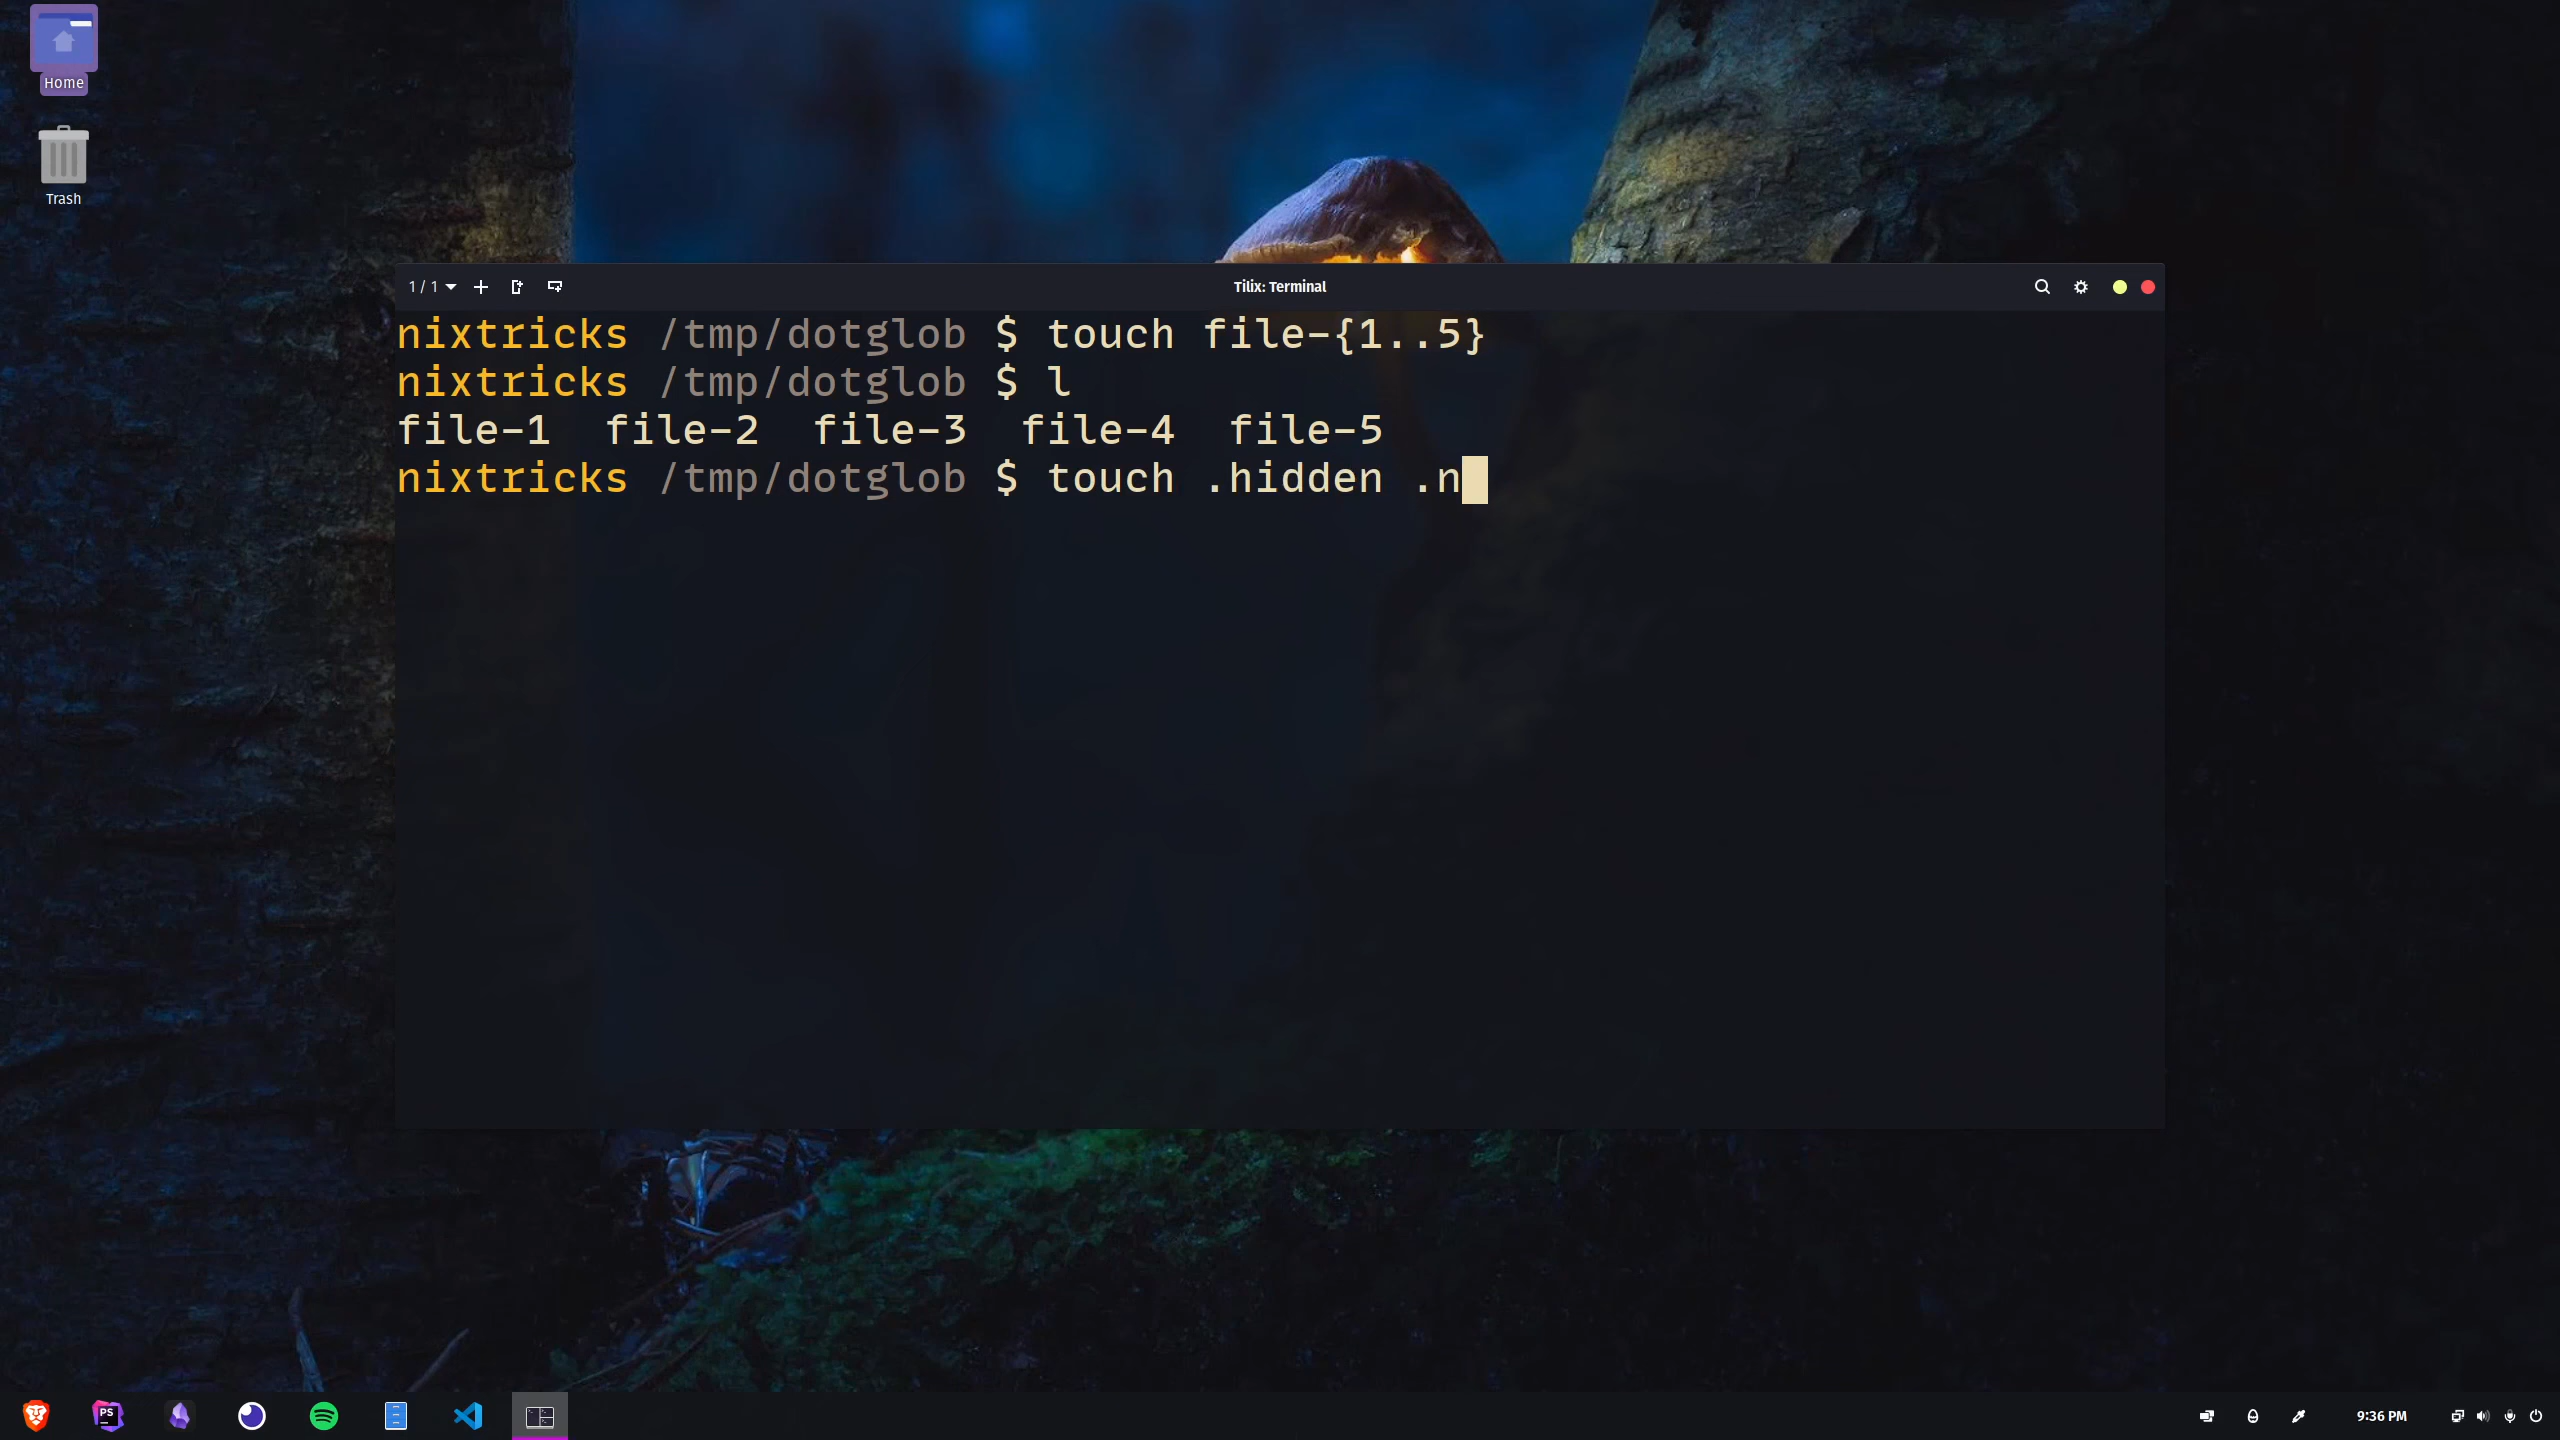 Home
Trash
1 / 1
Tilix: Terminal
nixtricks /tmp/dotglob $ touch file-{1..5}
nixtricks /tmp/dotglob $ l
file-1  file-2  file-3  file-4  file-5
nixtricks /tmp/dotglob $ touch .hidden .n
PS
9:36 PM